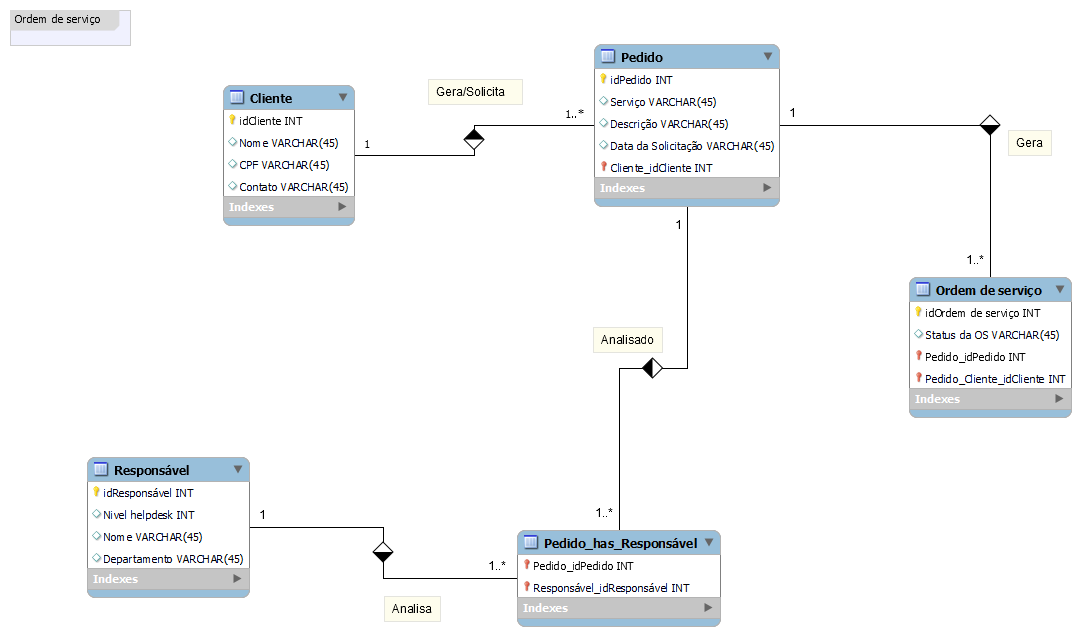 Ordem de serviço
Pedido
idPedido INT
Serviço VARCHAR(45)
Descrição VARCHAR(45)
Data da Solicitação VARCHAR(45)
Cliente_idCliente INT
Indexes
Gera/Solicita
1..*
1
Cliente
idCliente INT
Nome VARCHAR(45)
CPF VARCHAR(45)
Contato VARCHAR(45)
Indexes
1
Gera
1..*
1
Ordem de serviço
idOrdem de serviço INT
Status da OS VARCHAR(45)
Pedido_idPedido INT
Pedido_Cliente_idCliente INT
Indexes
Analisado
1..*
Responsável
idResponsável INT
Nivel helpdesk INT
Nome VARCHAR(45)
Departamento VARCHAR(45)
Indexes
1
1..*
Analisa
Pedido_has_Responsável
Pedido_idPedido INT
Responsável_idResponsável INT
Indexes